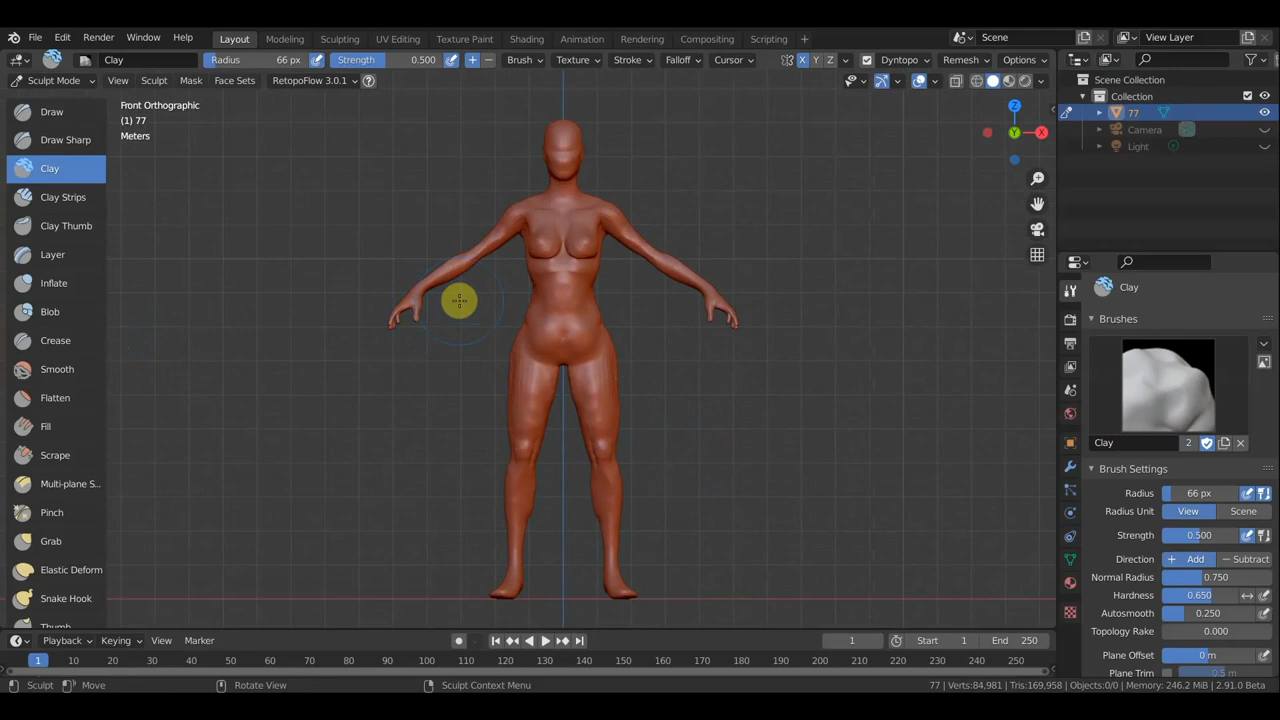 File Edit Render Window Help Layout Modeling Sculpting UV Editing Texture Paint Shading Animation Rendering Compositing Scripting + Scene View Layer
Clay Radius 66 px Strength 0.500 + − Brush Texture Stroke Falloff Cursor X Y Z Dyntopo Remesh Options
Sculpt Mode View Sculpt Mask Face Sets RetopoFlow 3.0.1 ?
Scene Collection
Collection
77
Camera
Light
Front Orthographic
(1) 77
Meters
Z
Y
X
Draw
Draw Sharp
Clay
Clay Strips
Clay Thumb
Layer
Inflate
Blob
Crease
Smooth
Flatten
Fill
Scrape
Multi-plane S...
Pinch
Grab
Elastic Deform
Snake Hook
Thumb
Clay
Brushes
Clay 2
Brush Settings
Radius 66 px
Radius Unit View Scene
Strength 0.500
Direction + Add − Subtract
Normal Radius 0.750
Hardness 0.650
Autosmooth 0.250
Topology Rake 0.000
Plane Offset 0 m
Plane Trim 0.5 m
Playback Keying View Marker 1 Start 1 End 250
1 10 20 30 40 50 60 70 80 90 100 110 120 130 140 150 160 170 180 190 200 210 220 230 240 250
Sculpt Move Rotate View Sculpt Context Menu 77 | Verts:84,981 | Tris:169,958 | Objects:0/0 | Memory: 246.2 MiB | 2.91.0 Beta